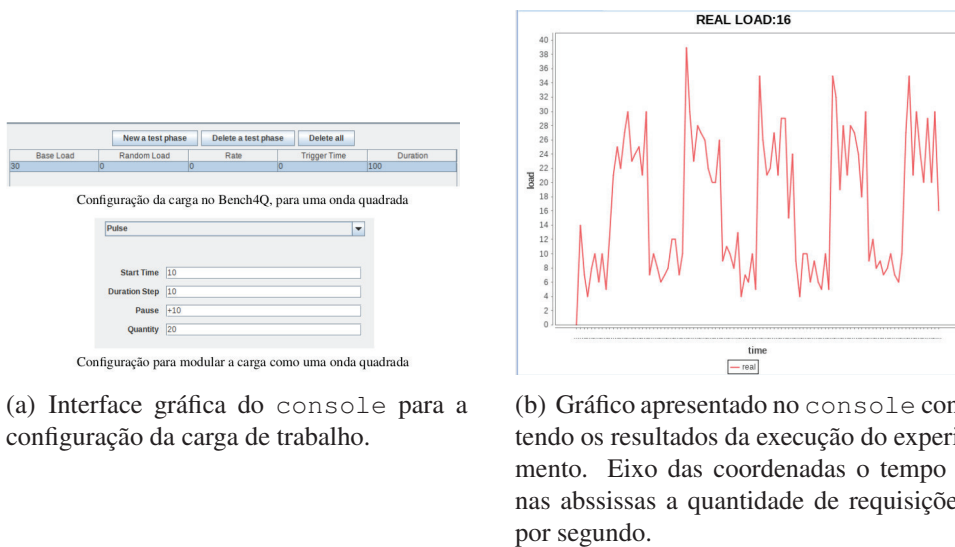 New a test phase Delete a test phase Delete all
Base Load Random Load Rate Trigger Time Duration
30 0 0 0 100
Configuração da carga no Bench4Q, para uma onda quadrada
Pulse
Start Time 10
Duration Step 10
Pause +10
Quantity 20
Configuração para modular a carga como uma onda quadrada
(a) Interface gráfica do console para a
configuração da carga de trabalho.
REAL LOAD:16
load
40
38
36
34
32
30
28
26
24
22
20
18
16
14
12
10
8
6
4
2
0
time
real
(b) Gráfico apresentado no console con
tendo os resultados da execução do experi
mento. Eixo das coordenadas o tempo
nas abssissas a quantidade de requisiçõe
por segundo.